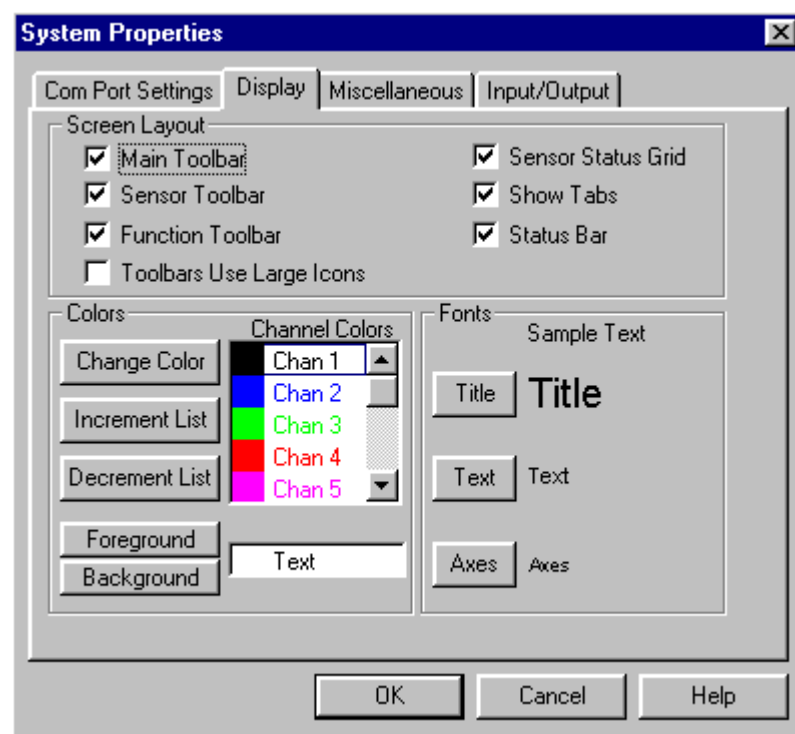 System Properties
Com Port Settings Display Miscellaneous Input/Output
Screen Layout
Main Toolbar
Sensor Toolbar
Function Toolbar
Toolbars Use Large Icons
Sensor Status Grid
Show Tabs
Status Bar
Colors
Channel Colors
Change Color
Increment List
Decrement List
Chan 1
Chan 2
Chan 3
Chan 4
Chan 5
Foreground
Background
Text
Fonts
Sample Text
Title Title
Text Text
Axes Axes
OK Cancel Help